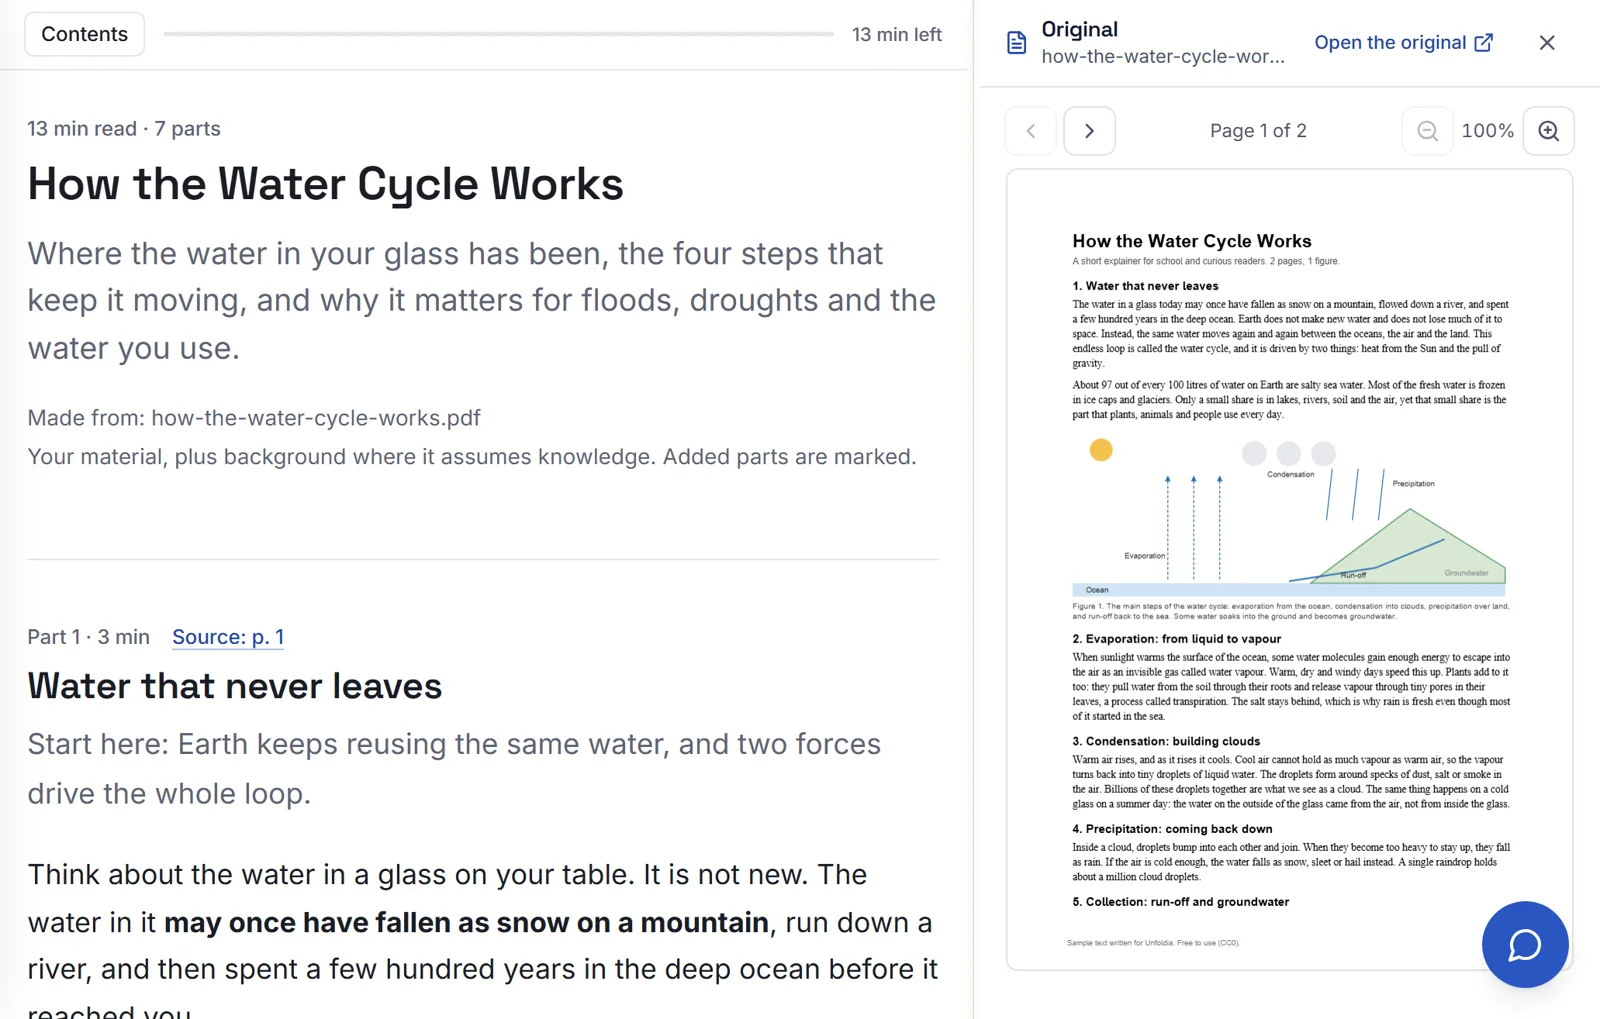 Contents
13 min left
13 min read · 7 parts
How the Water Cycle Works
Where the water in your glass has been, the four steps that
keep it moving, and why it matters for floods, droughts and the
water you use.
Made from: how-the-water-cycle-works.pdf
Your material, plus background where it assumes knowledge. Added parts are marked.
Part 1 · 3 min Source: p. 1
Water that never leaves
Start here: Earth keeps reusing the same water, and two forces
drive the whole loop.
Think about the water in a glass on your table. It is not new. The
water in it may once have fallen as snow on a mountain, run down a
river, and then spent a few hundred years in the deep ocean before it
reached you.
Original
how-the-water-cycle-wor...
Open the original
Page 1 of 2
100%
How the Water Cycle Works
A short explainer for school and curious readers. 2 pages, 1 figure.
1. Water that never leaves
The water in a glass today may once have fallen as snow on a mountain, flowed down a river, and spent
a few hundred years in the deep ocean. Earth does not make new water and does not lose much of it to
space. Instead, the same water moves again and again between the oceans, the air and the land. This
endless loop is called the water cycle, and it is driven by two things: heat from the Sun and the pull of
gravity.
About 97 out of every 100 litres of water on Earth are salty sea water. Most of the fresh water is frozen
in ice caps and glaciers. Only a small share is in lakes, rivers, soil and the air, yet that small share is the
part that plants, animals and people use every day.
Condensation
Precipitation
Evaporation
Run-off
Groundwater
Ocean
Figure 1. The main steps of the water cycle: evaporation from the ocean, condensation into clouds, precipitation over land,
and run-off back to the sea. Some water soaks into the ground and becomes groundwater.
2. Evaporation: from liquid to vapour
When sunlight warms the surface of the ocean, some water molecules gain enough energy to escape into
the air as an invisible gas called water vapour. Warm, dry and windy days speed this up. Plants add to it
too: they pull water from the soil through their roots and release vapour through tiny pores in their
leaves, a process called transpiration. The salt stays behind, which is why rain is fresh even though most
of it started in the sea.
3. Condensation: building clouds
Warm air rises, and as it rises it cools. Cool air cannot hold as much vapour as warm air, so the vapour
turns back into tiny droplets of liquid water. The droplets form around specks of dust, salt or smoke in
the air. Billions of these droplets together are what we see as a cloud. The same thing happens on a cold
glass on a summer day: the water on the outside of the glass came from the air, not from inside the glass.
4. Precipitation: coming back down
Inside a cloud, droplets bump into each other and join. When they become too heavy to stay up, they fall
as rain. If the air is cold enough, the water falls as snow, sleet or hail instead. A single raindrop holds
about a million cloud droplets.
5. Collection: run-off and groundwater
Sample text written for Unfoldia. Free to use (CC0).